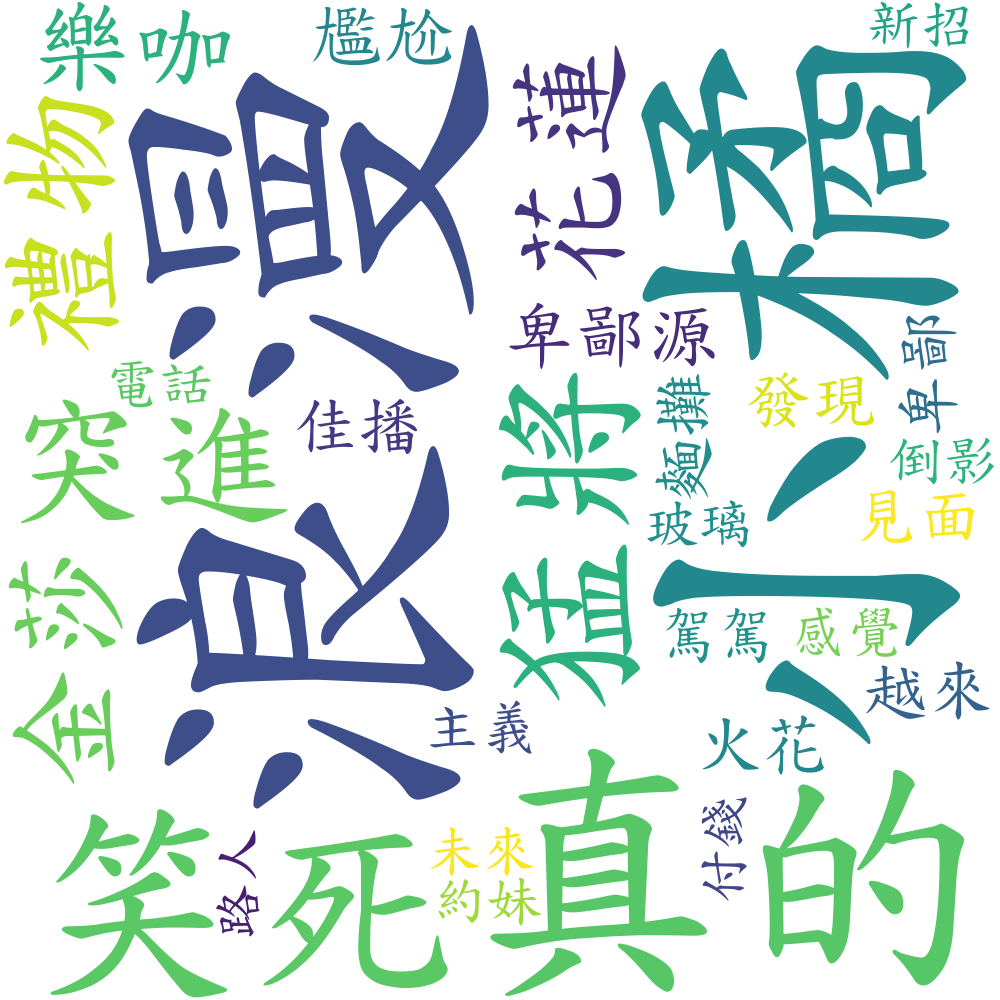 浪漫
小橘
真的
笑死
突進
猛將
金莎
禮物
花蓮
樂咖
尷尬
新招
卑鄙源
卑鄙
發現
倒影
見面
麵攤
玻璃
駕駕
感覺
越來
火花
付錢
未來
約妹
路人
主義
佳播
電話